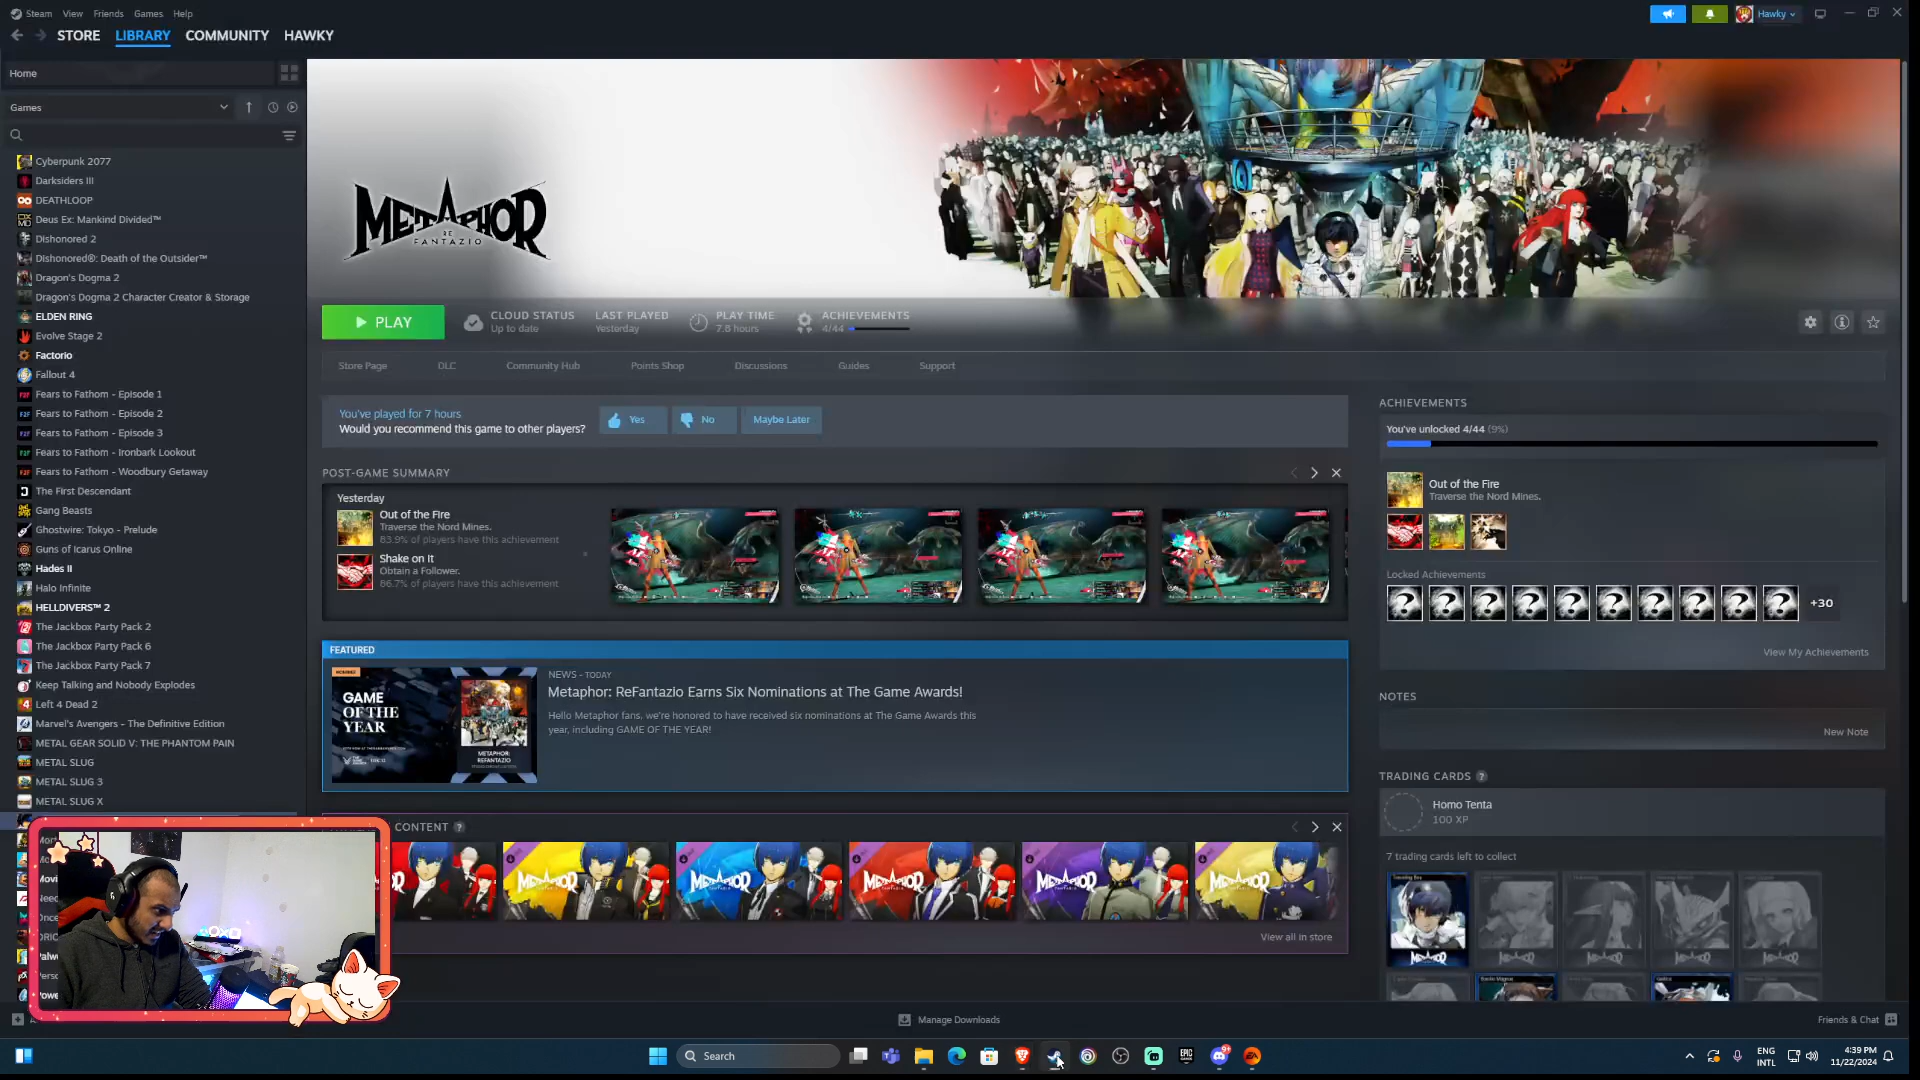 Steam View Friends Games Help
Hawky
STORE LIBRARY COMMUNITY HAWKY
Home
Games
Cyberpunk 2077
Darksiders III
DEATHLOOP
Deus Ex: Mankind Divided™
Dishonored 2
Dishonored®: Death of the Outsider™
Dragon's Dogma 2
Dragon's Dogma 2 Character Creator & Storage
ELDEN RING
Evolve Stage 2
Factorio
Fallout 4
Fears to Fathom - Episode 1
Fears to Fathom - Episode 2
Fears to Fathom - Episode 3
Fears to Fathom - Ironbark Lookout
Fears to Fathom - Woodbury Getaway
The First Descendant
Gang Beasts
Ghostwire: Tokyo - Prelude
Guns of Icarus Online
Hades II
Halo Infinite
HELLDIVERS™ 2
The Jackbox Party Pack 2
The Jackbox Party Pack 6
The Jackbox Party Pack 7
Keep Talking and Nobody Explodes
Left 4 Dead 2
Marvel's Avengers - The Definitive Edition
METAL GEAR SOLID V: THE PHANTOM PAIN
METAL SLUG
METAL SLUG 3
METAL SLUG X
METAPHOR
RE
FANTAZIO
PLAY
CLOUD STATUS
Up to date
LAST PLAYED
Yesterday
PLAY TIME
7.8 hours
ACHIEVEMENTS
4/44
Store Page DLC Community Hub Points Shop Discussions Guides Support
You've played for 7 hours
Would you recommend this game to other players?
Yes No Maybe Later
POST-GAME SUMMARY
Yesterday
Out of the Fire
Traverse the Nord Mines.
83.9% of players have this achievement
Shake on It
Obtain a Follower.
86.7% of players have this achievement
FEATURED
NOMINEE
GAME
OF THE
YEAR
METAPHOR:
REFANTAZIO
NEWS - TODAY
Metaphor: ReFantazio Earns Six Nominations at The Game Awards!
Hello Metaphor fans, we're honored to have received six nominations at The Game Awards this
year, including GAME OF THE YEAR!
CONTENT
View all in store
ACHIEVEMENTS
You've unlocked 4/44 (9%)
Out of the Fire
Traverse the Nord Mines.
Locked Achievements
+30
View My Achievements
NOTES
New Note
TRADING CARDS
Homo Tenta
100 XP
7 trading cards left to collect
Manage Downloads
Friends & Chat
Search
ENG
INTL
4:39 PM
11/22/2024